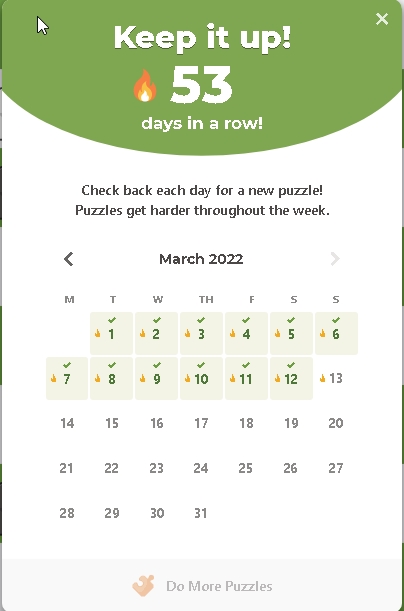 Keep it up!
53
days in a row!
Check back each day for a new puzzle!
Puzzles get harder throughout the week.
March 2022
M T W TH F S S
1 2 3 4 5 6
7 8 9 10 11 12 13
14 15 16 17 18 19 20
21 22 23 24 25 26 27
28 29 30 31
Do More Puzzles